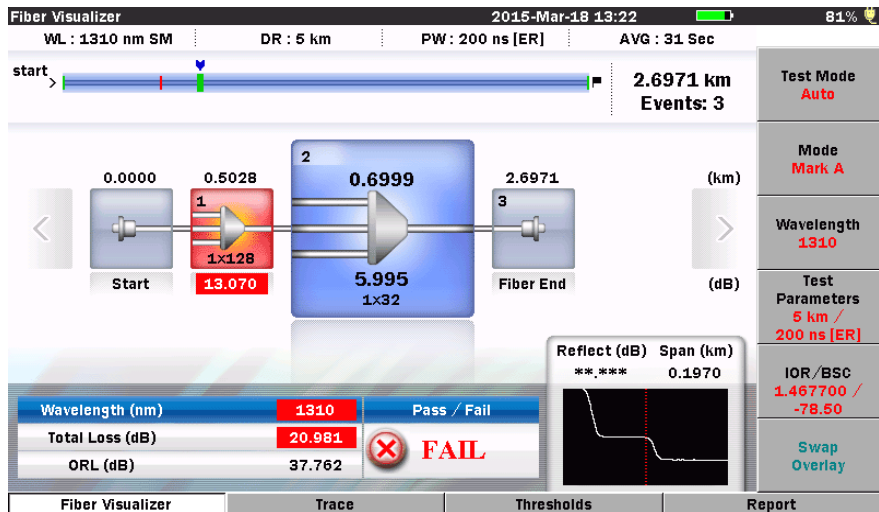 Fiber Visualizer 2015-Mar-18 13:22 81%
WL : 1310 nm SM DR : 5 km PW : 200 ns [ER] AVG : 31 Sec
start
2.6971 km
Events: 3
Test Mode
Auto
Mode
Mark A
Wavelength
1310
Test
Parameters
5 km /
200 ns [ER]
IOR/BSC
1.467700 /
-78.50
Swap
Overlay
0.0000 0.5028 2 0.6999 2.6971 (km)
1 3
1×128
Start 13.070 5.995 Fiber End (dB)
1×32
Reflect (dB) Span (km)
**.*** 0.1970
Wavelength (nm) 1310 Pass / Fail
Total Loss (dB) 20.981 FAIL
ORL (dB) 37.762
Fiber Visualizer Trace Thresholds Report